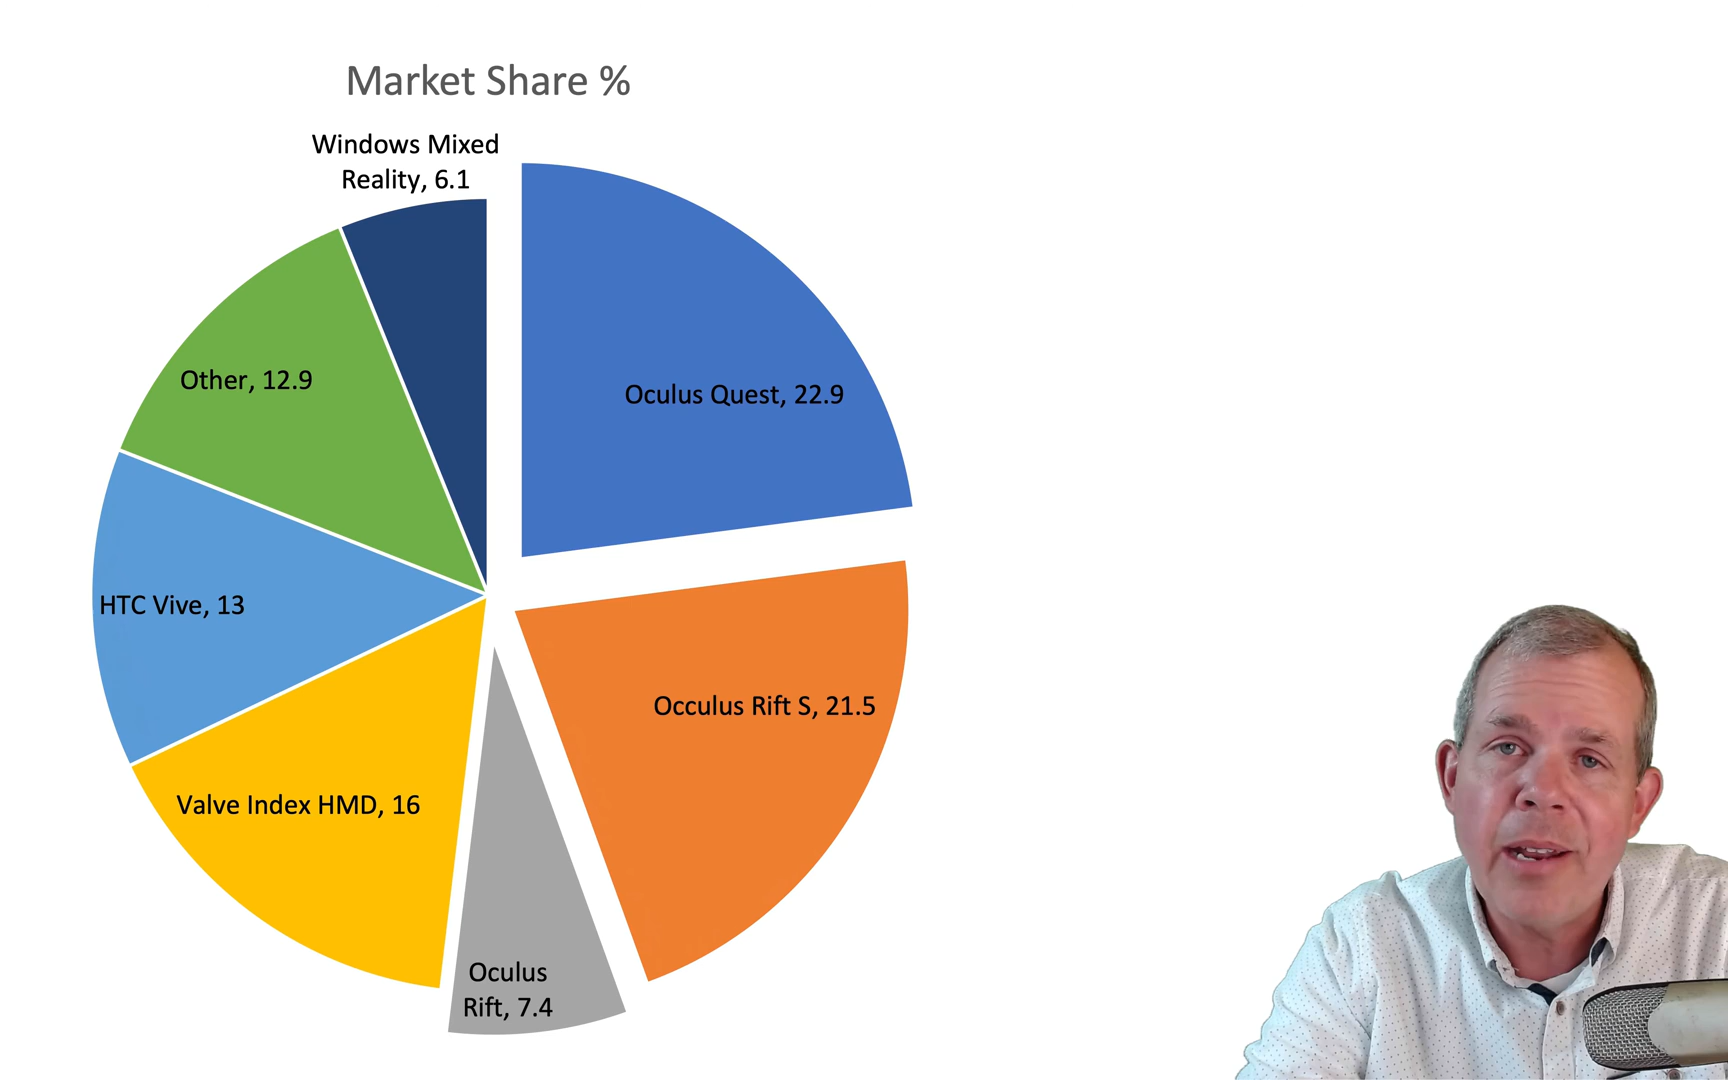 Market Share %
Windows Mixed
Reality, 6.1
Oculus Quest, 22.9
Other, 12.9
HTC Vive, 13
Occulus Rift S, 21.5
Valve Index HMD, 16
Oculus
Rift, 7.4